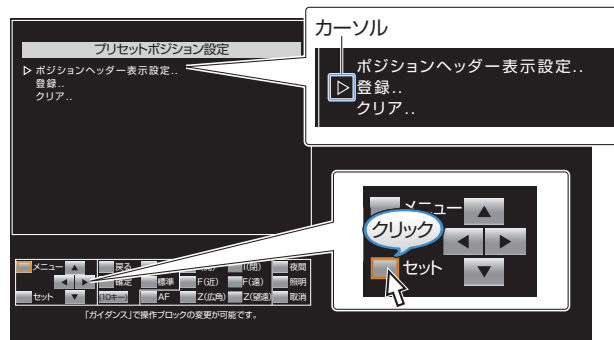 カーソル
プリセットポジション設定
ポジションヘッダー表示設定..
登録..
クリア..
ポジションヘッダー表示設定..
登録..
クリア..
メニュー
クリック
セット
メニュー 戻る I(閉) 夜間
確定 標準 F(近) F(遠) 照明
セット (10キー) AF Z(広角) Z(望遠) 取消
「ガイダンス」で操作ブロックの変更が可能です。